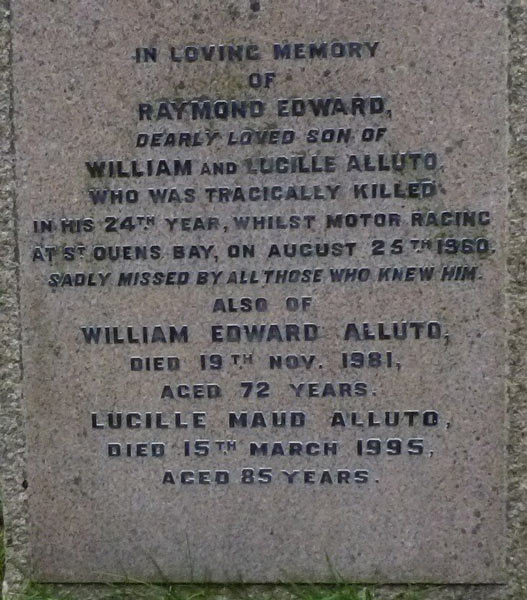 IN LOVING MEMORY
OF
RAYMOND EDWARD,
DEARLY LOVED SON OF
WILLIAM AND LUCILLE ALLUTO,
WHO WAS TRAGICALLY KILLED
IN HIS 24TH YEAR, WHILST MOTOR RACING
AT ST OUENS BAY, ON AUGUST 25TH 1960.
SADLY MISSED BY ALL THOSE WHO KNEW HIM.
ALSO OF
WILLIAM EDWARD ALLUTO,
DIED 19TH NOV. 1981,
AGED 72 YEARS.
LUCILLE MAUD ALLUTO,
DIED 15TH MARCH 1995,
AGED 85 YEARS.